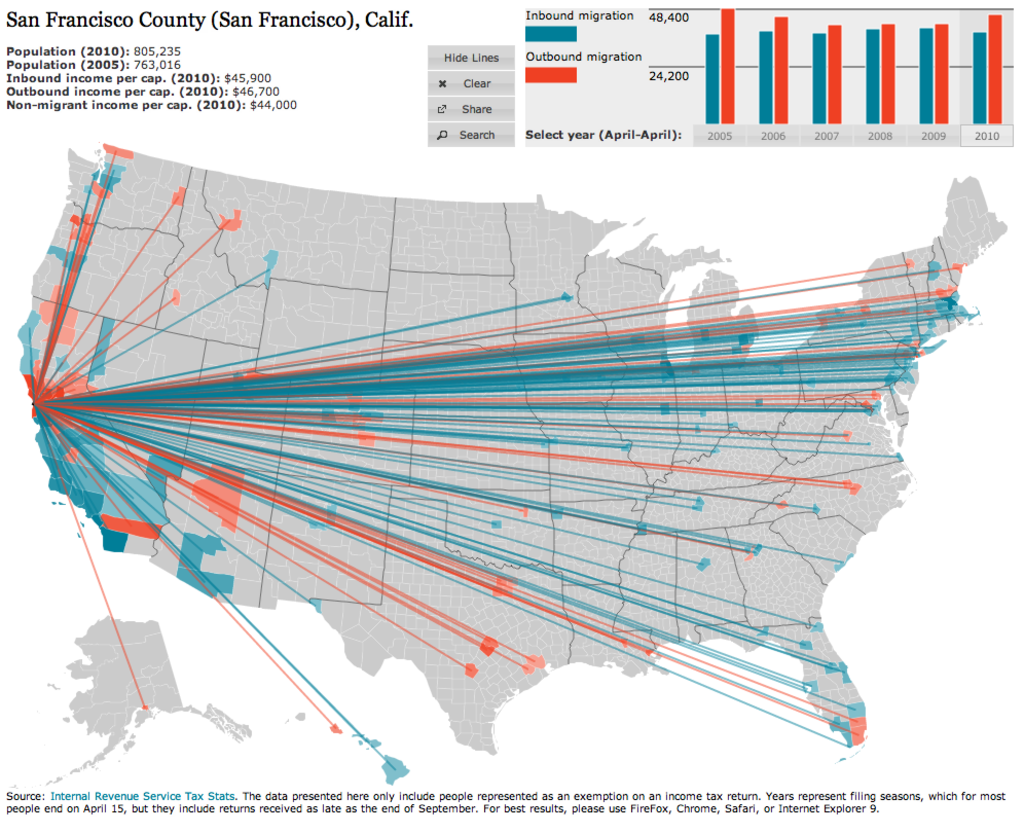 San Francisco County (San Francisco), Calif.
Population (2010): 805,235
Population (2005): 763,016
Inbound income per cap. (2010): $45,900
Outbound income per cap. (2010): $46,700
Non-migrant income per cap. (2010): $44,000
Hide Lines
Clear
Share
Search
Inbound migration
Outbound migration
48,400
24,200
Select year (April-April):
2005
2006
2007
2008
2009
2010
Source: Internal Revenue Service Tax Stats. The data presented here only include people represented as an exemption on an income tax return. Years represent filing seasons, which for most
people end on April 15, but they include returns received as late as the end of September. For best results, please use FireFox, Chrome, Safari, or Internet Explorer 9.